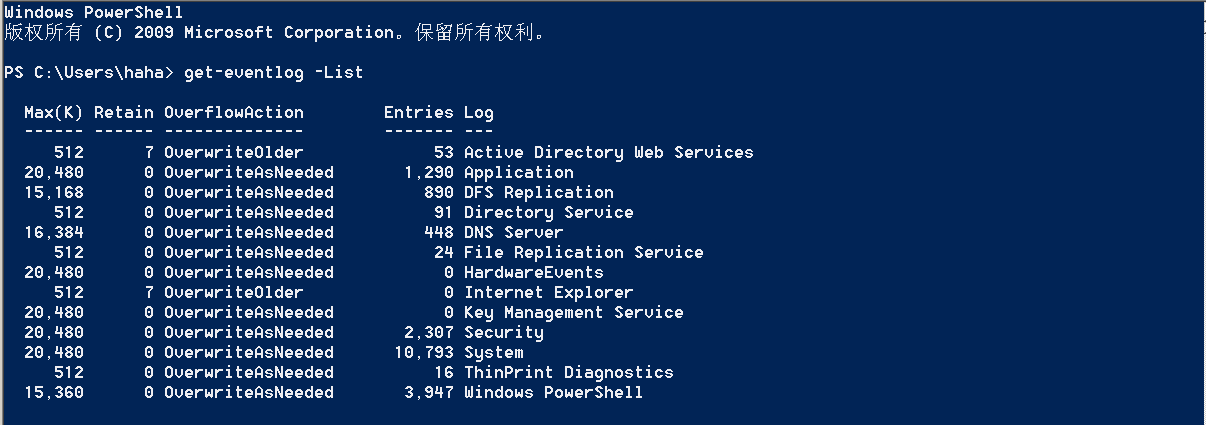 Windows PowerShell
版权所有 (C) 2009 Microsoft Corporation。保留所有权利。
PS C:\Users\haha> get-eventlog -List
  Max(K) Retain OverflowAction        Entries Log
  ------ ------ --------------        ------- ---
     512      7 OverwriteOlder             53 Active Directory Web Services
  20,480      0 OverwriteAsNeeded       1,290 Application
  15,168      0 OverwriteAsNeeded         890 DFS Replication
     512      0 OverwriteAsNeeded          91 Directory Service
  16,384      0 OverwriteAsNeeded         448 DNS Server
     512      0 OverwriteAsNeeded          24 File Replication Service
  20,480      0 OverwriteAsNeeded           0 HardwareEvents
     512      7 OverwriteOlder              0 Internet Explorer
  20,480      0 OverwriteAsNeeded           0 Key Management Service
  20,480      0 OverwriteAsNeeded       2,307 Security
  20,480      0 OverwriteAsNeeded      10,793 System
     512      0 OverwriteAsNeeded          16 ThinPrint Diagnostics
  15,360      0 OverwriteAsNeeded       3,947 Windows PowerShell